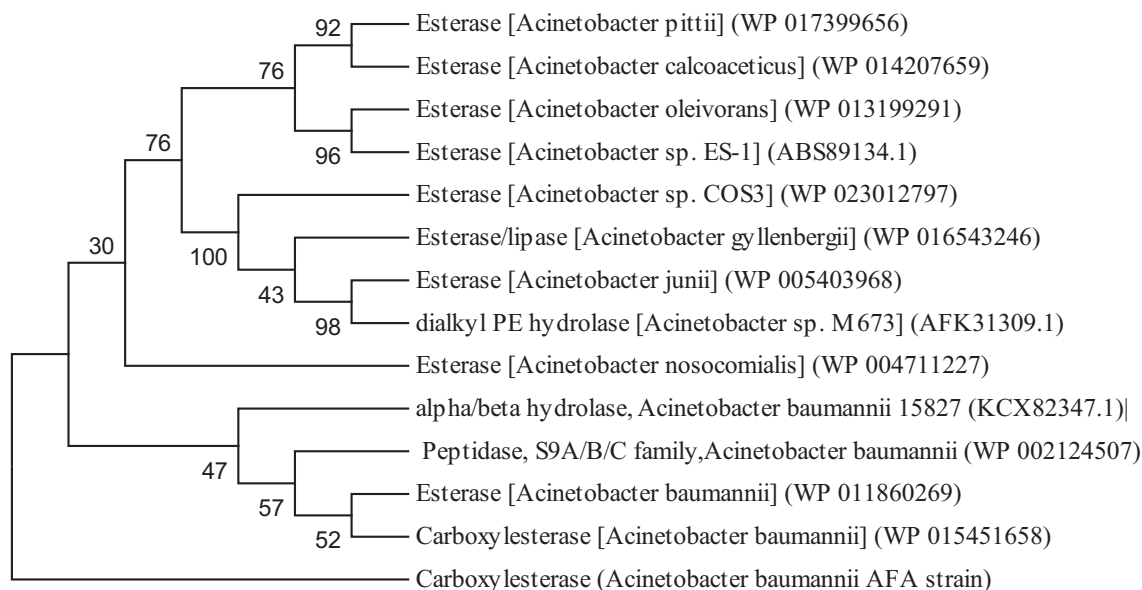 92
Esterase [Acinetobacter pittii] (WP 017399656)
76
Esterase [Acinetobacter calcoaceticus] (WP 014207659)
Esterase [Acinetobacter oleivorans] (WP 013199291)
76
96
Esterase [Acinetobacter sp. ES-1] (ABS89134.1)
Esterase [Acinetobacter sp. COS3] (WP 023012797)
30
100
Esterase/lipase [Acinetobacter gyllenbergii] (WP 016543246)
Esterase [Acinetobacter junii] (WP 005403968)
43
98
dialkyl PE hydrolase [Acinetobacter sp. M673] (AFK31309.1)
Esterase [Acinetobacter nosocomialis] (WP 004711227)
alpha/beta hydrolase, Acinetobacter baumannii 15827 (KCX82347.1)|
47
Peptidase, S9A/B/C family,Acinetobacter baumannii (WP 002124507)
57
Esterase [Acinetobacter baumannii] (WP 011860269)
52
Carboxylesterase [Acinetobacter baumannii] (WP 015451658)
Carboxylesterase (Acinetobacter baumannii AFA strain)